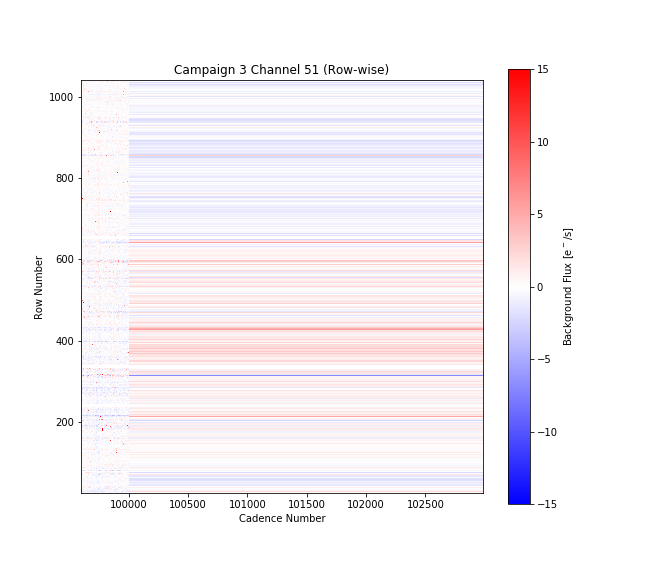 Campaign 3 Channel 51 (Row-wise)
1000
800
600
400
200
Row Number
100000 100500 101000 101500 102000 102500
Cadence Number
15
10
5
0
−5
−10
−15
Background Flux [e⁻/s]